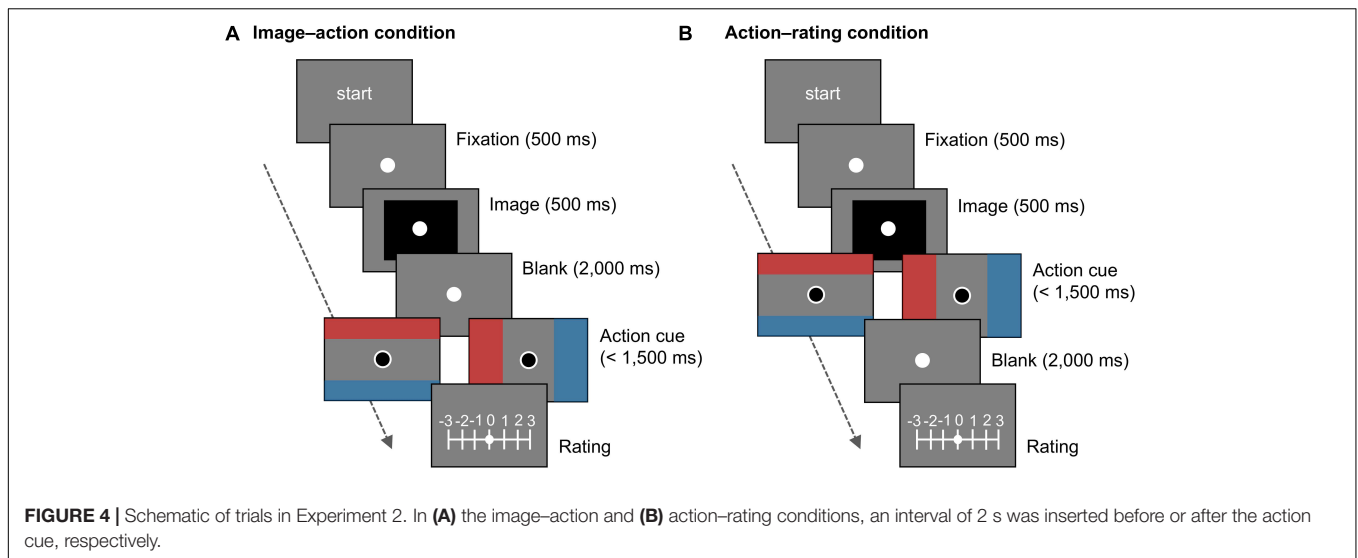 A Image–action condition
start
Fixation (500 ms)
Image (500 ms)
Blank (2,000 ms)
Action cue
(< 1,500 ms)
-3 -2 -1 0 1 2 3
Rating
B Action–rating condition
start
Fixation (500 ms)
Image (500 ms)
Action cue
(< 1,500 ms)
Blank (2,000 ms)
-3 -2 -1 0 1 2 3
Rating
FIGURE 4 | Schematic of trials in Experiment 2. In (A) the image–action and (B) action–rating conditions, an interval of 2 s was inserted before or after the action
cue, respectively.